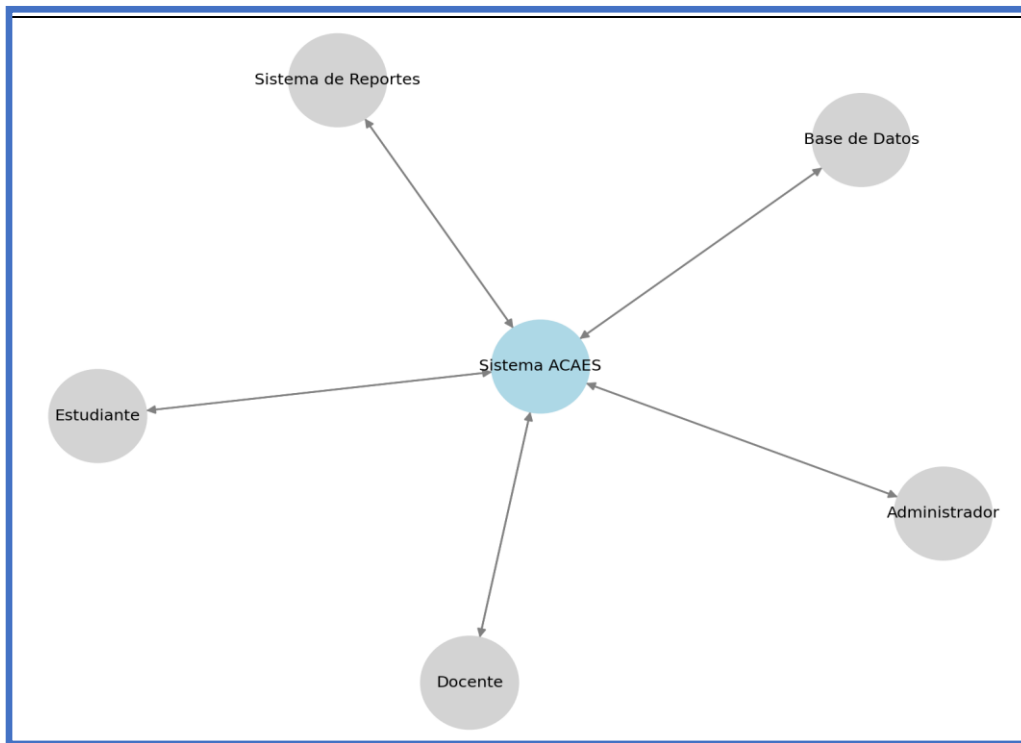 Sistema de Reportes
Base de Datos
Sistema ACAES
Estudiante
Administrador
Docente